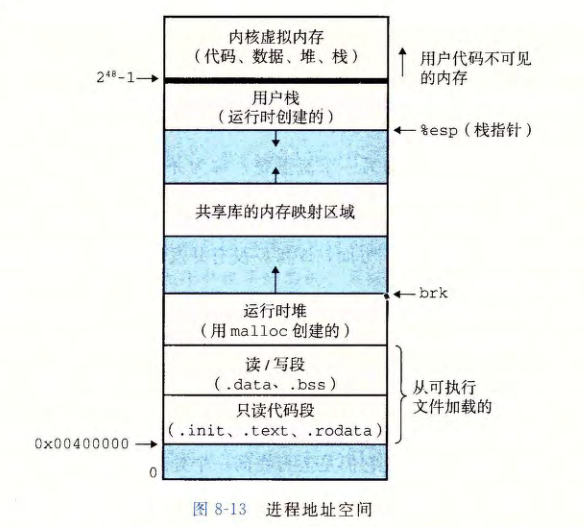 内核虚拟内存
（代码、数据、堆、栈）
用户代码不可见
的内存
2⁴⁸-1
用户栈
（运行时创建的）
%esp（栈指针）
共享库的内存映射区域
brk
运行时堆
（用malloc创建的）
读/写段
（.data、.bss）
从可执行
文件加载的
只读代码段
（.init、.text、.rodata）
0x00400000
0
图 8-13 进程地址空间